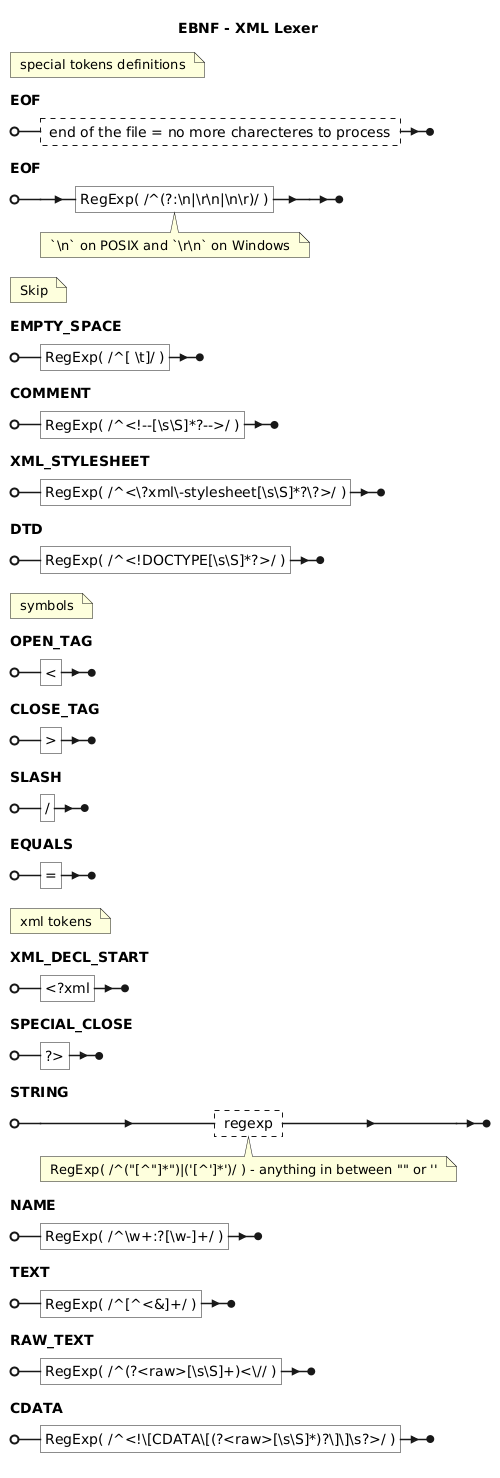 EBNF - XML Lexer
special tokens definitions
EOF
end of the file = no more charecteres to process
EOF
RegExp( /^(?:\n|\r\n|\n\r)/ )
`\n` on POSIX and `\r\n` on Windows
Skip
EMPTY_SPACE
RegExp( /^[ \t]/ )
COMMENT
RegExp( /^<!--[\s\S]*?-->/ )
XML_STYLESHEET
RegExp( /^<\?xml\-stylesheet[\s\S]*?\?>/ )
DTD
RegExp( /^<!DOCTYPE[\s\S]*?>/ )
symbols
OPEN_TAG
<
CLOSE_TAG
>
SLASH
/
EQUALS
=
xml tokens
XML_DECL_START
<?xml
SPECIAL_CLOSE
?>
STRING
regexp
RegExp( /^("[^"]*")|('[^']*')/ ) - anything in between "" or ''
NAME
RegExp( /^\w+:?[\w-]+/ )
TEXT
RegExp( /^[^<&]+/ )
RAW_TEXT
RegExp( /^(?<raw>[\s\S]+)<\// )
CDATA
RegExp( /^<!\[CDATA\[(?<raw>[\s\S]*)?\]\]\s?>/ )